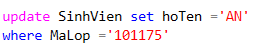 update SinhVien set hoTen ='AN'
where MaLop ='101175'